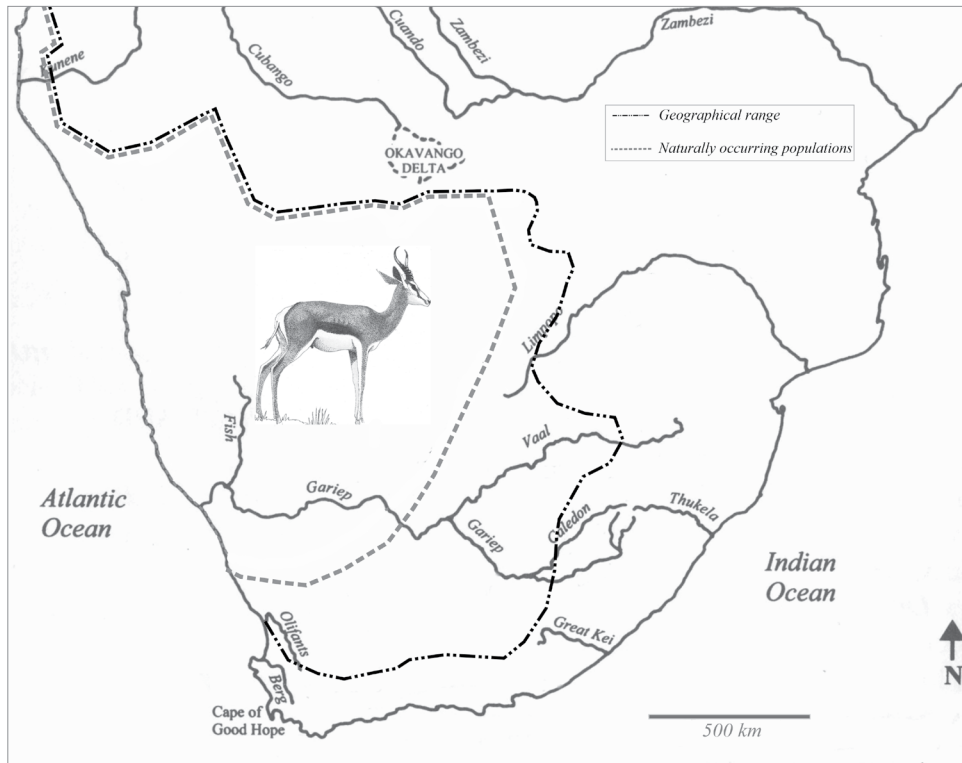 Kunene
Cubango
Cuando
Zambezi
Zambezi
Geographical range
Naturally occurring populations
OKAVANGO
DELTA
Limpopo
Fish
Vaal
Gariep
Gariep
Caledon
Thukela
Atlantic
Ocean
Indian
Ocean
Olifants
Great Kei
Berg
Cape of
Good Hope
N
500 km